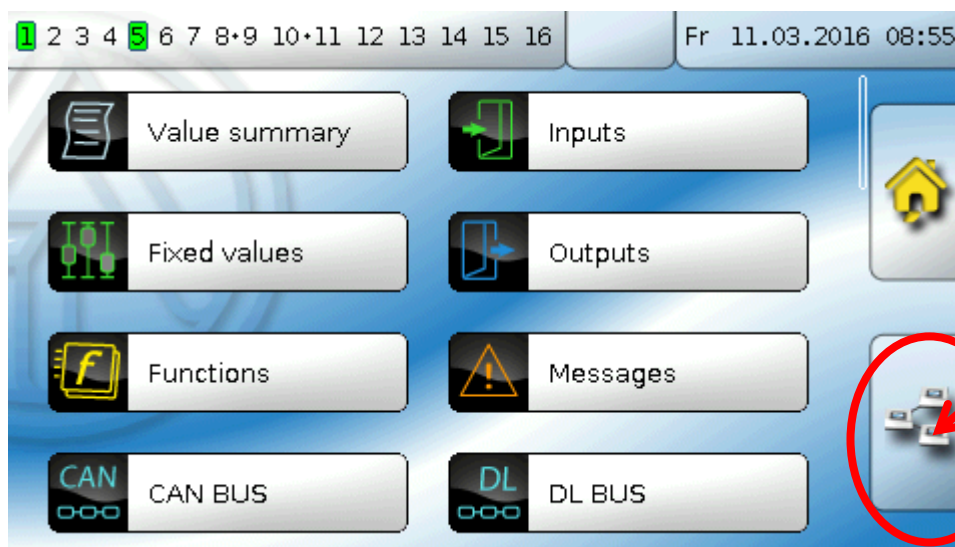 1 2 3 4 5 6 7 8•9 10•11 12 13 14 15 16 Fr 11.03.2016 08:55
Value summary Inputs
Fixed values Outputs
f Functions ! Messages
CAN CAN BUS DL DL BUS